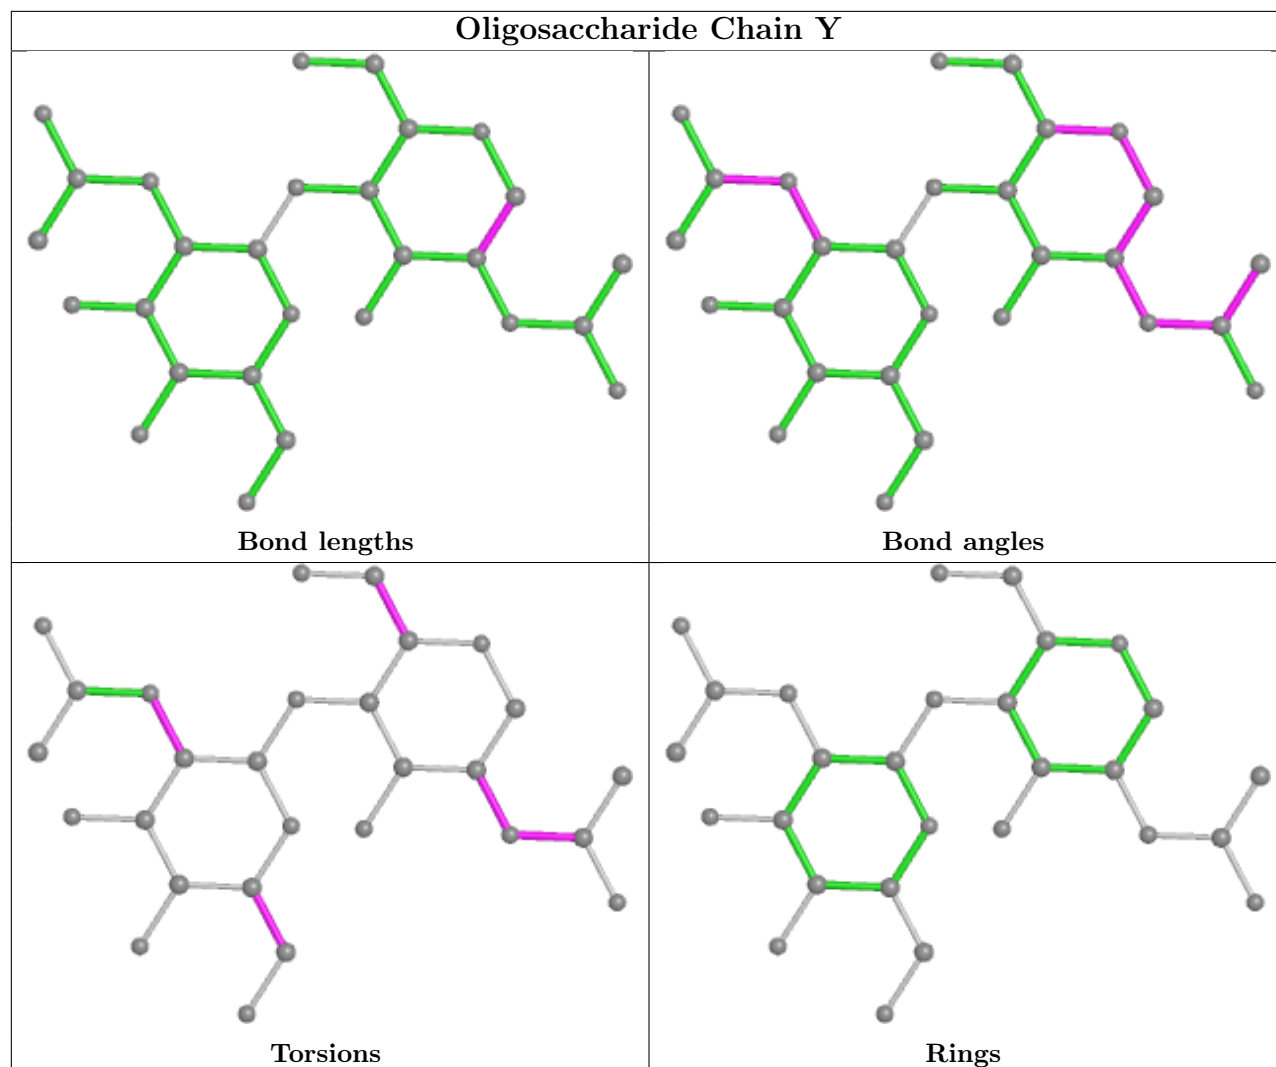 Oligosaccharide Chain Y
Bond lengths
Bond angles
Torsions
Rings